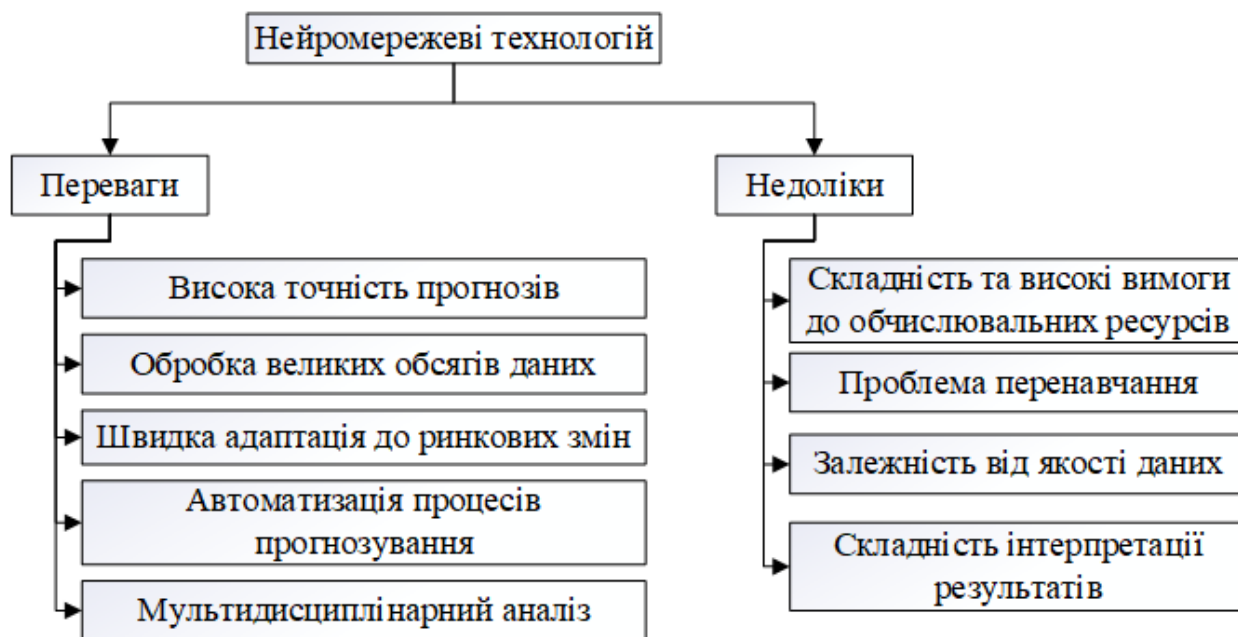 Нейромережеві технологій
Переваги
Висока точність прогнозів
Обробка великих обсягів даних
Швидка адаптація до ринкових змін
Автоматизація процесів
прогнозування
Мультидисциплінарний аналіз
Недоліки
Складність та високі вимоги
до обчислювальних ресурсів
Проблема перенавчання
Залежність від якості даних
Складність інтерпретації
результатів